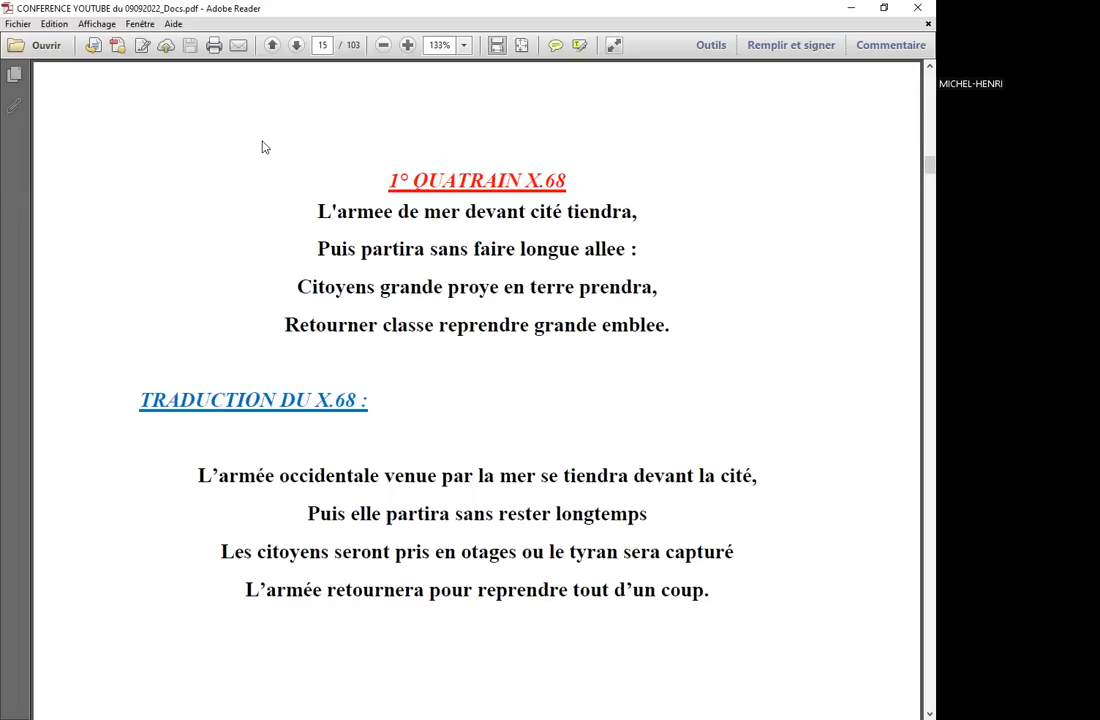 CONFERENCE YOUTUBE du 09092022_Docs.pdf - Adobe Reader
Fichier Edition Affichage Fenêtre Aide
Ouvrir 15 / 103 133% Outils Remplir et signer Commentaire
MICHEL-HENRI
1° QUATRAIN X.68
L'armee de mer devant cité tiendra,
Puis partira sans faire longue allee :
Citoyens grande proye en terre prendra,
Retourner classe reprendre grande emblee.
TRADUCTION DU X.68 :
L’armée occidentale venue par la mer se tiendra devant la cité,
Puis elle partira sans rester longtemps
Les citoyens seront pris en otages ou le tyran sera capturé
L’armée retournera pour reprendre tout d’un coup.